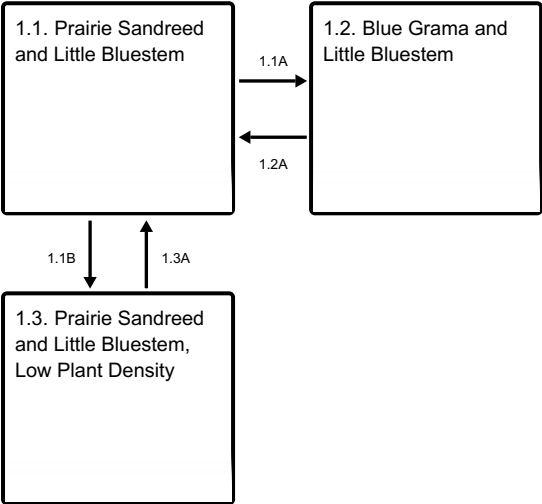 1.1. Prairie Sandreed
and Little Bluestem
1.1A
1.2. Blue Grama and
Little Bluestem
1.2A
1.1B
1.3A
1.3. Prairie Sandreed
and Little Bluestem,
Low Plant Density